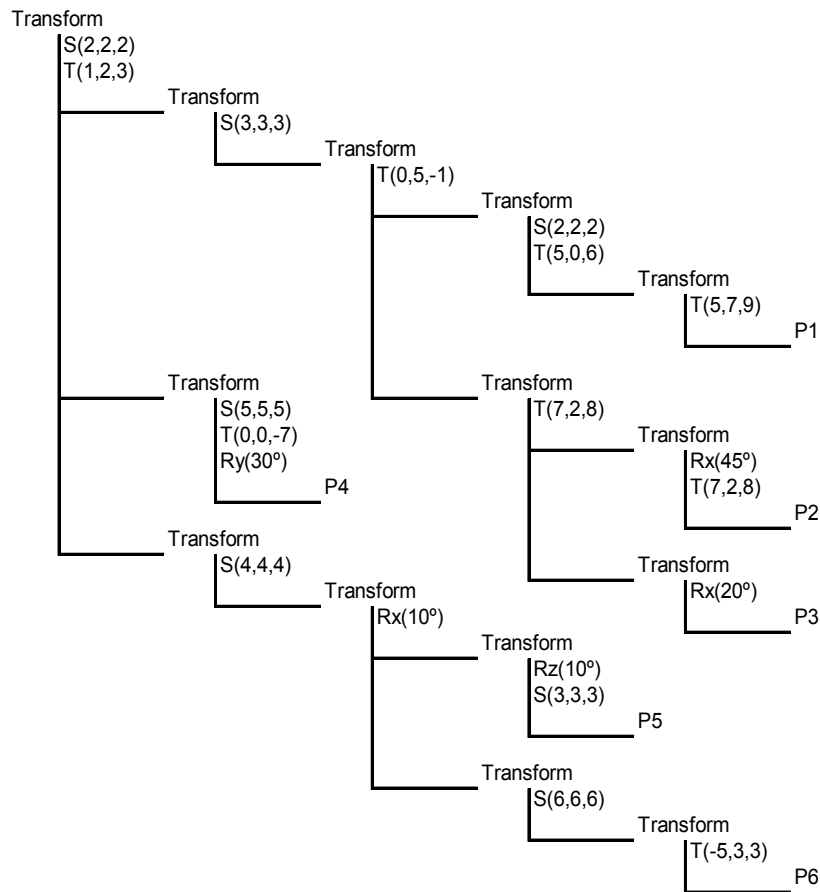 Transform
S(2,2,2)
T(1,2,3)
Transform
S(3,3,3)
Transform
T(0,5,-1)
Transform
S(2,2,2)
T(5,0,6)
Transform
T(5,7,9)
P1
Transform
T(7,2,8)
Transform
Rx(45º)
T(7,2,8)
P2
Transform
Rx(20º)
P3
Transform
S(5,5,5)
T(0,0,-7)
Ry(30º)
P4
Transform
S(4,4,4)
Transform
Rx(10º)
Transform
Rz(10º)
S(3,3,3)
P5
Transform
S(6,6,6)
Transform
T(-5,3,3)
P6